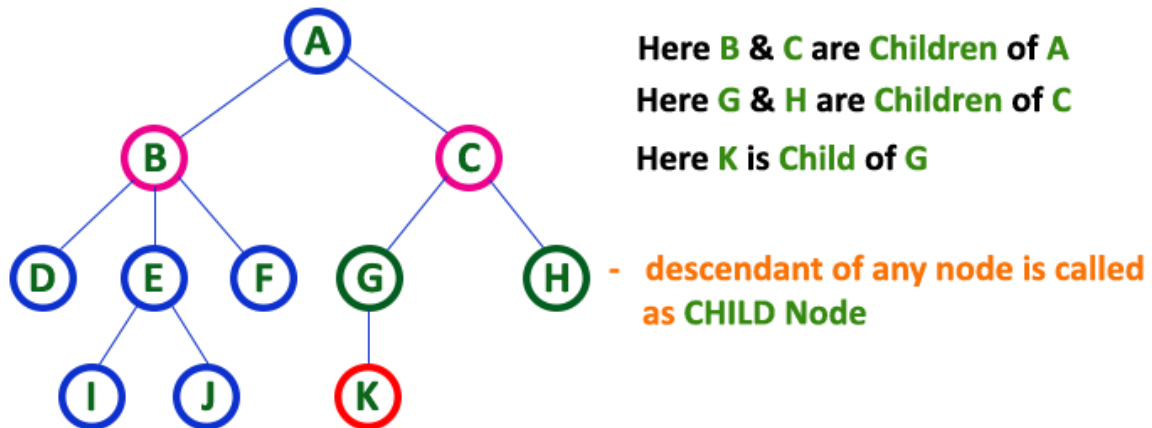 A
Here B & C are Children of A
Here G & H are Children of C
B
C
Here K is Child of G
D
E
F
G
H
- descendant of any node is called
as CHILD Node
I
J
K